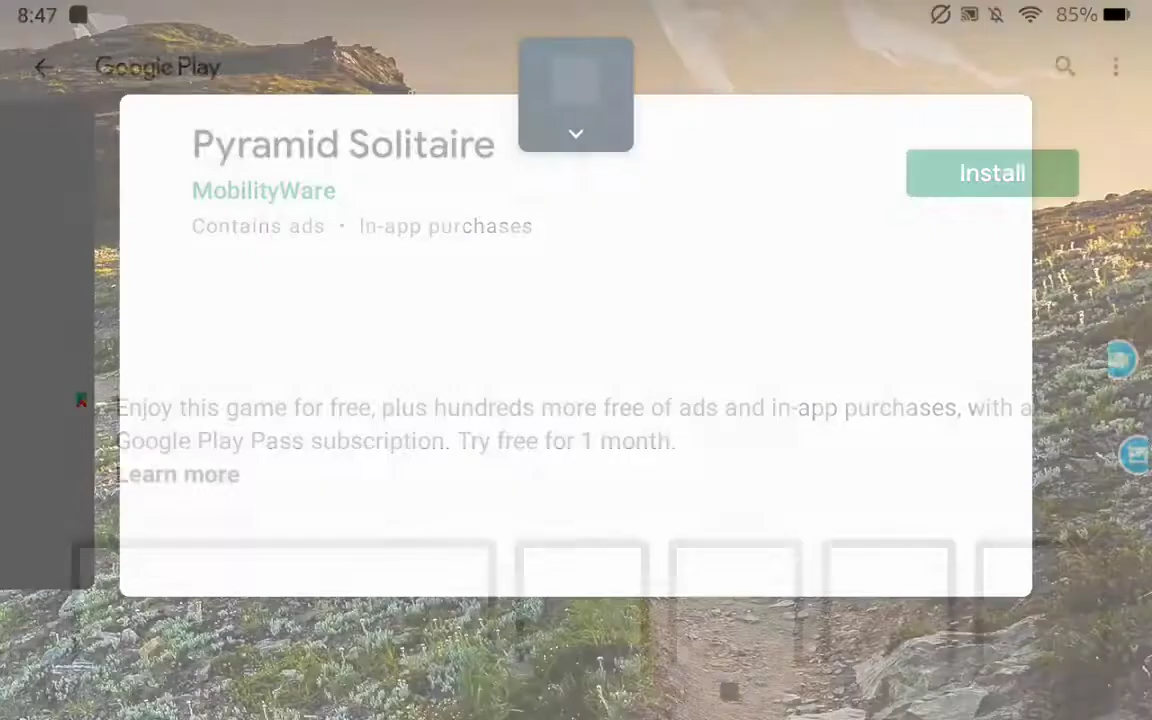 8:47
85%
Google Play
Pyramid Solitaire
MobilityWare
Install
Contains ads • In-app purchases
Enjoy this game for free, plus hundreds more free of ads and in-app purchases, with a
Google Play Pass subscription. Try free for 1 month.
Learn more